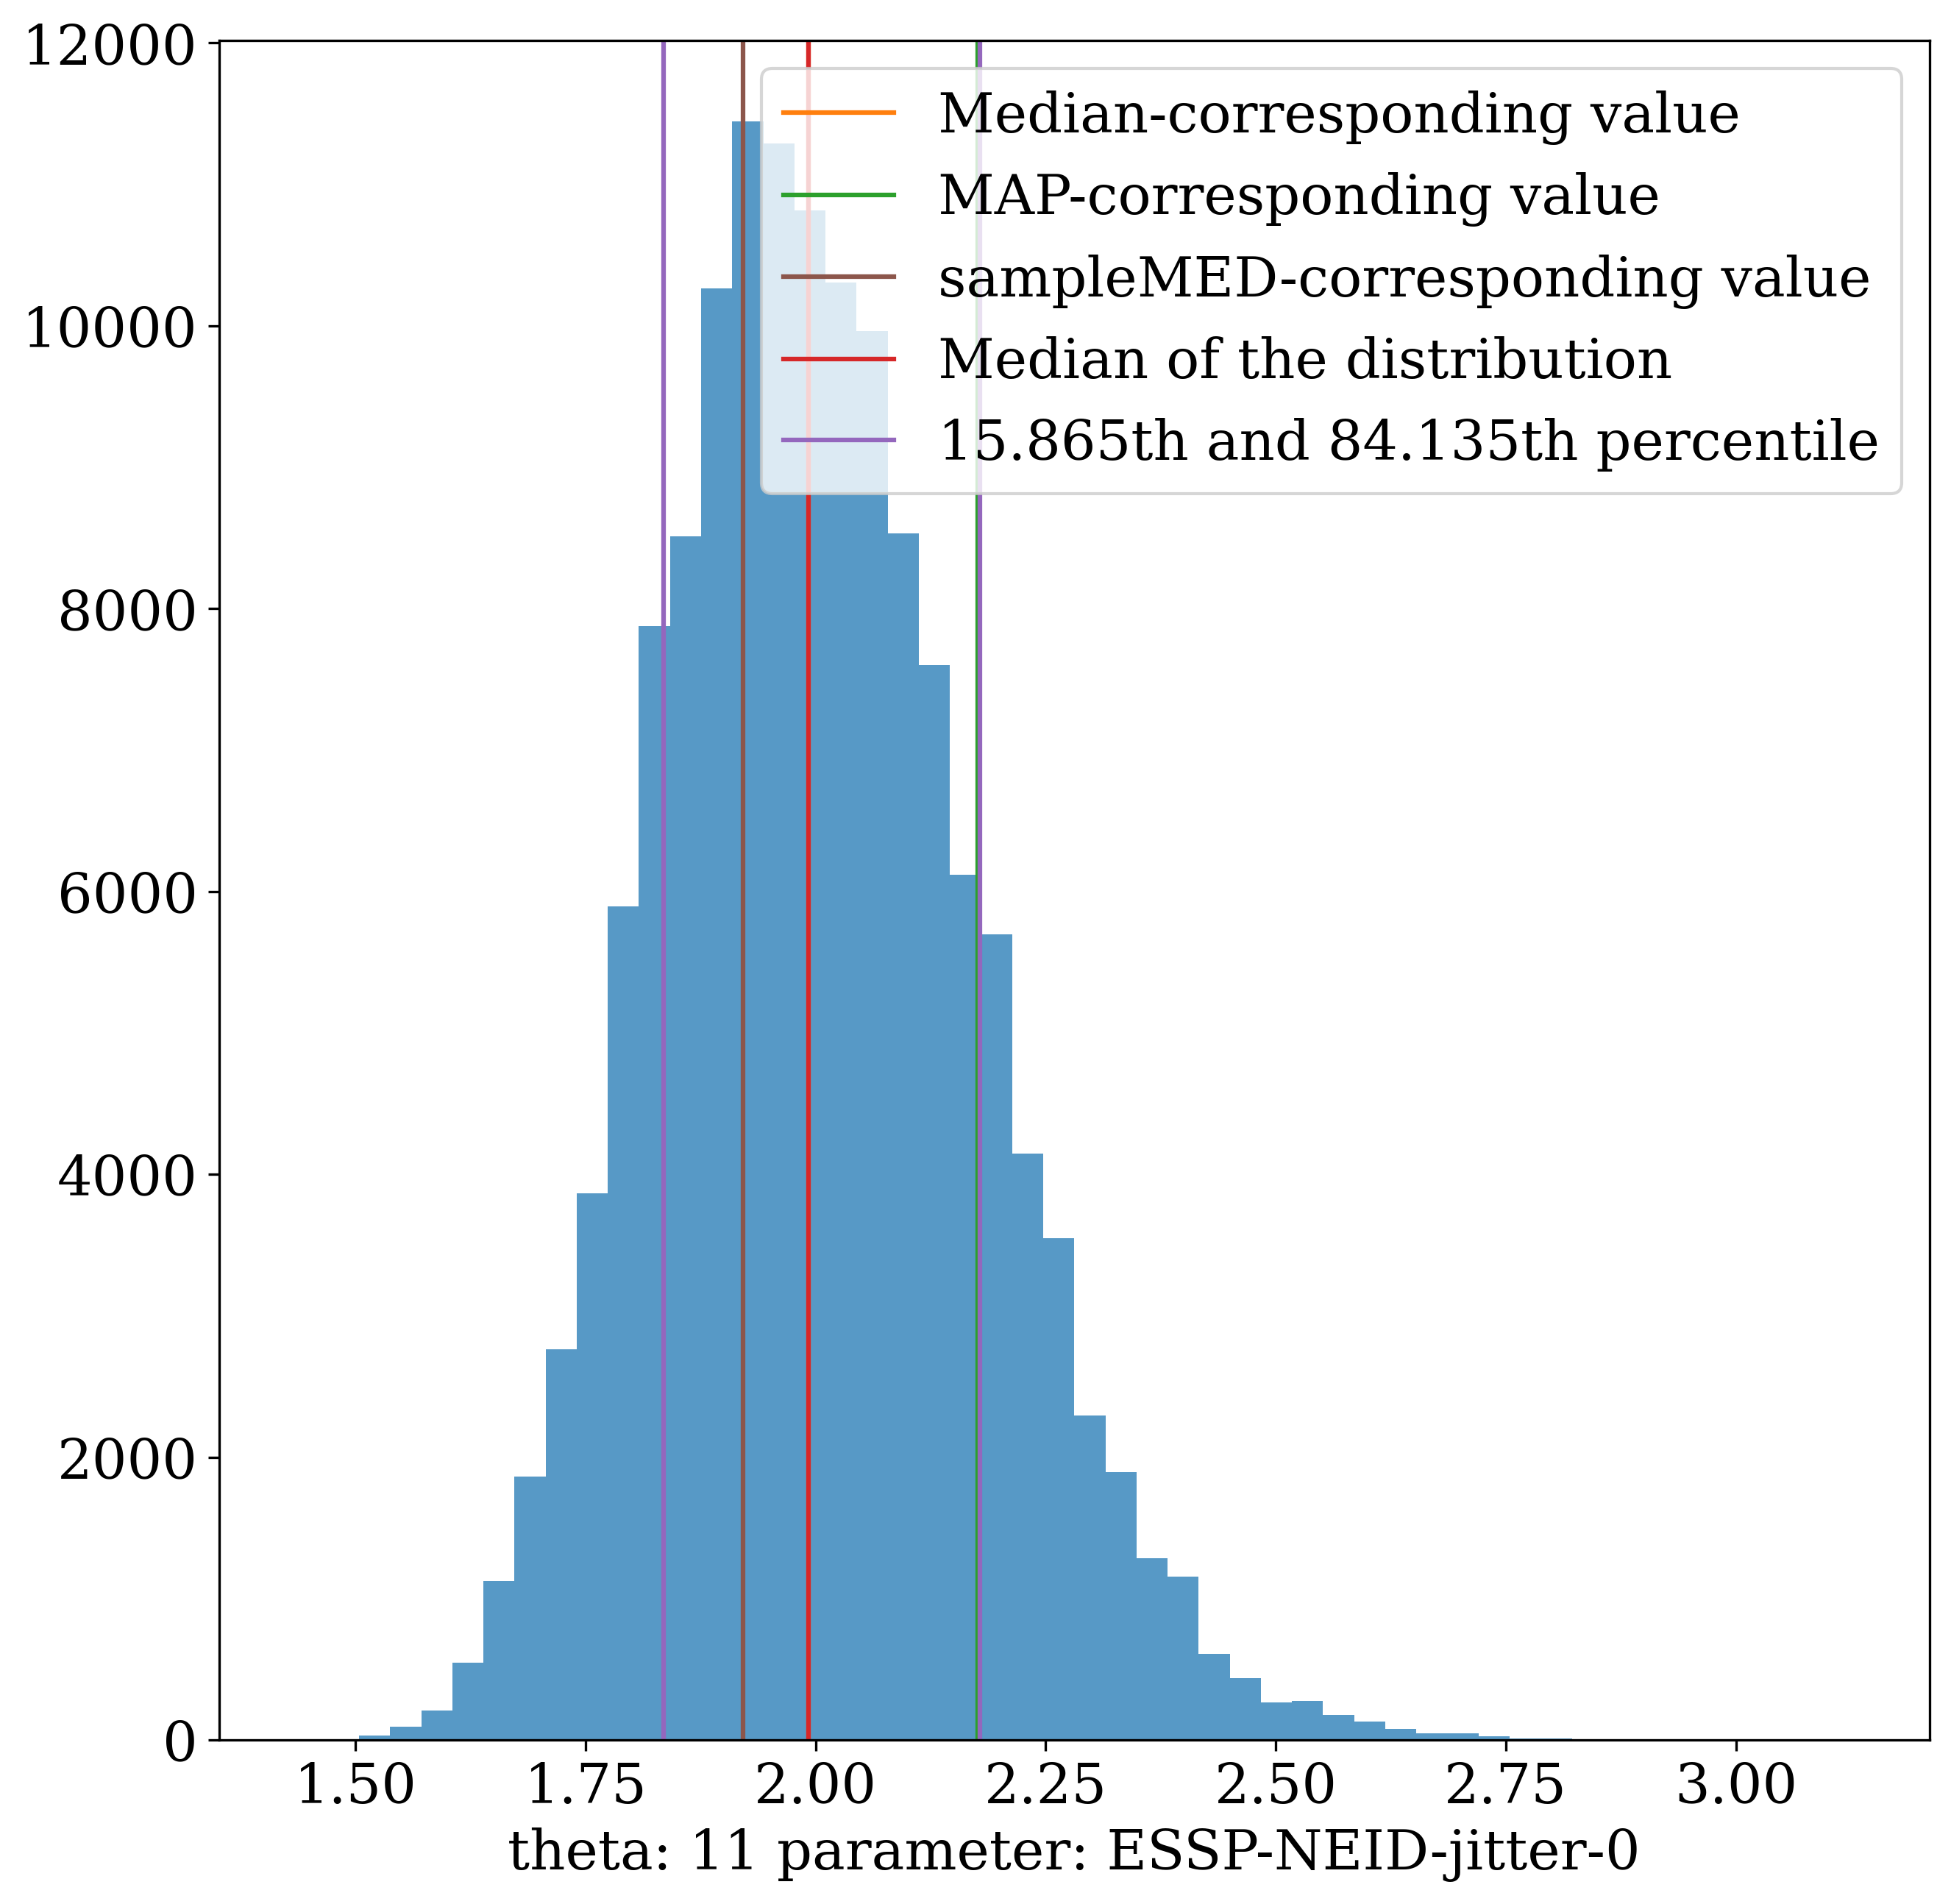 12000
10000
8000
6000
4000
2000
0
Median-corresponding value
MAP-corresponding value
sampleMED-corresponding value
Median of the distribution
15.865th and 84.135th percentile
1.50 1.75 2.00 2.25 2.50 2.75 3.00
theta: 11 parameter: ESSP-NEID-jitter-0